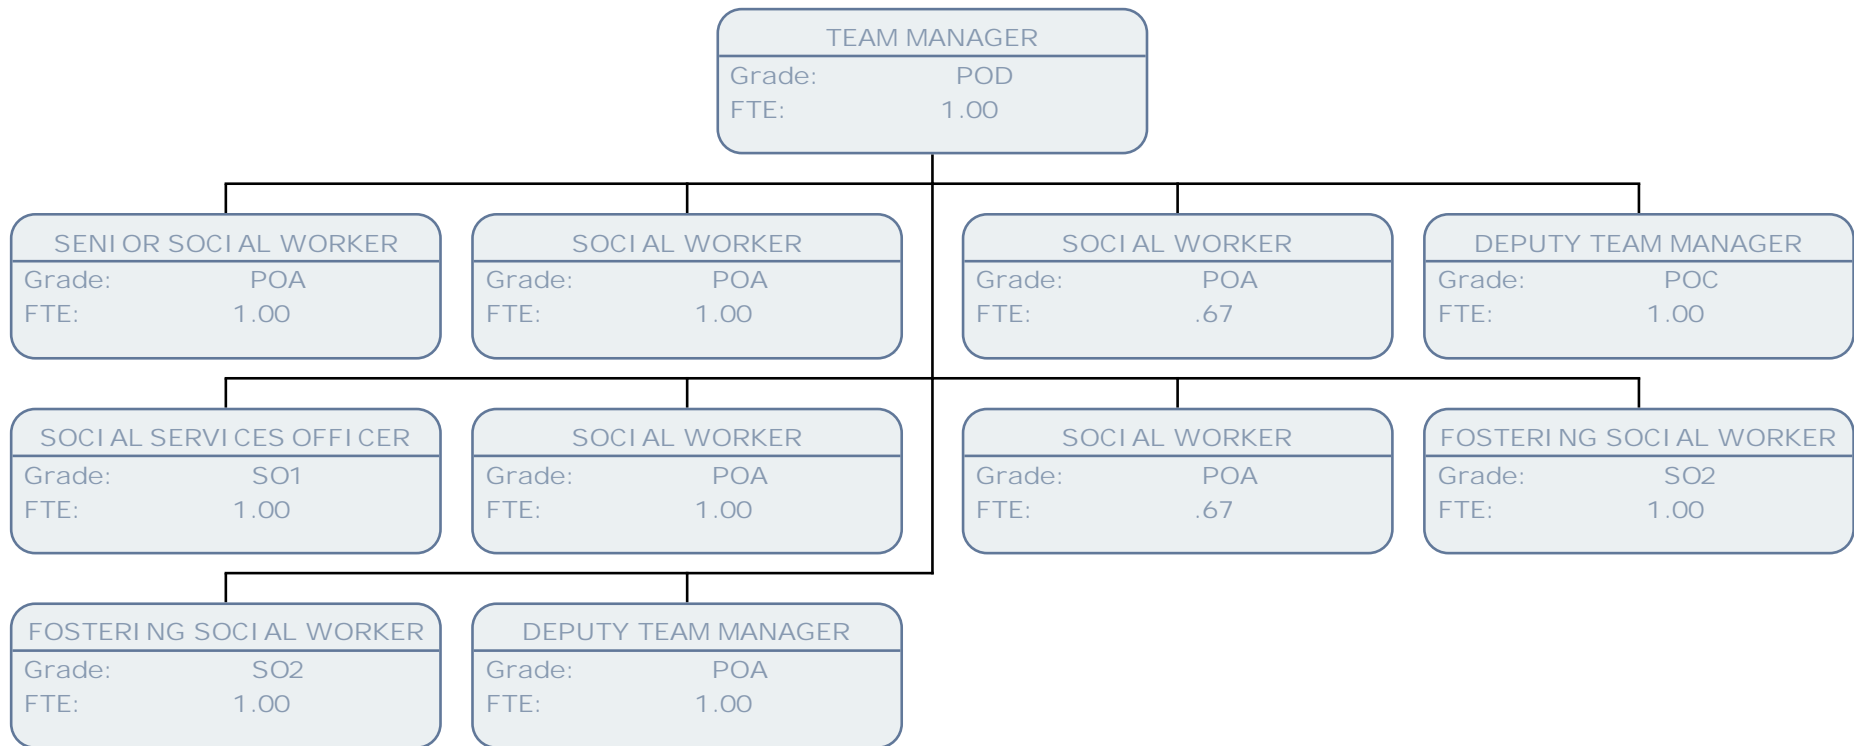 TEAM MANAGER
Grade: POD
FTE: 1.00
SENIOR SOCIAL WORKER
Grade: POA
FTE: 1.00
SOCIAL WORKER
Grade: POA
FTE: 1.00
SOCIAL WORKER
Grade: POA
FTE: .67
DEPUTY TEAM MANAGER
Grade: POC
FTE: 1.00
SOCIAL SERVICES OFFICER
Grade: SO1
FTE: 1.00
SOCIAL WORKER
Grade: POA
FTE: 1.00
SOCIAL WORKER
Grade: POA
FTE: .67
FOSTERING SOCIAL WORKER
Grade: SO2
FTE: 1.00
FOSTERING SOCIAL WORKER
Grade: SO2
FTE: 1.00
DEPUTY TEAM MANAGER
Grade: POA
FTE: 1.00